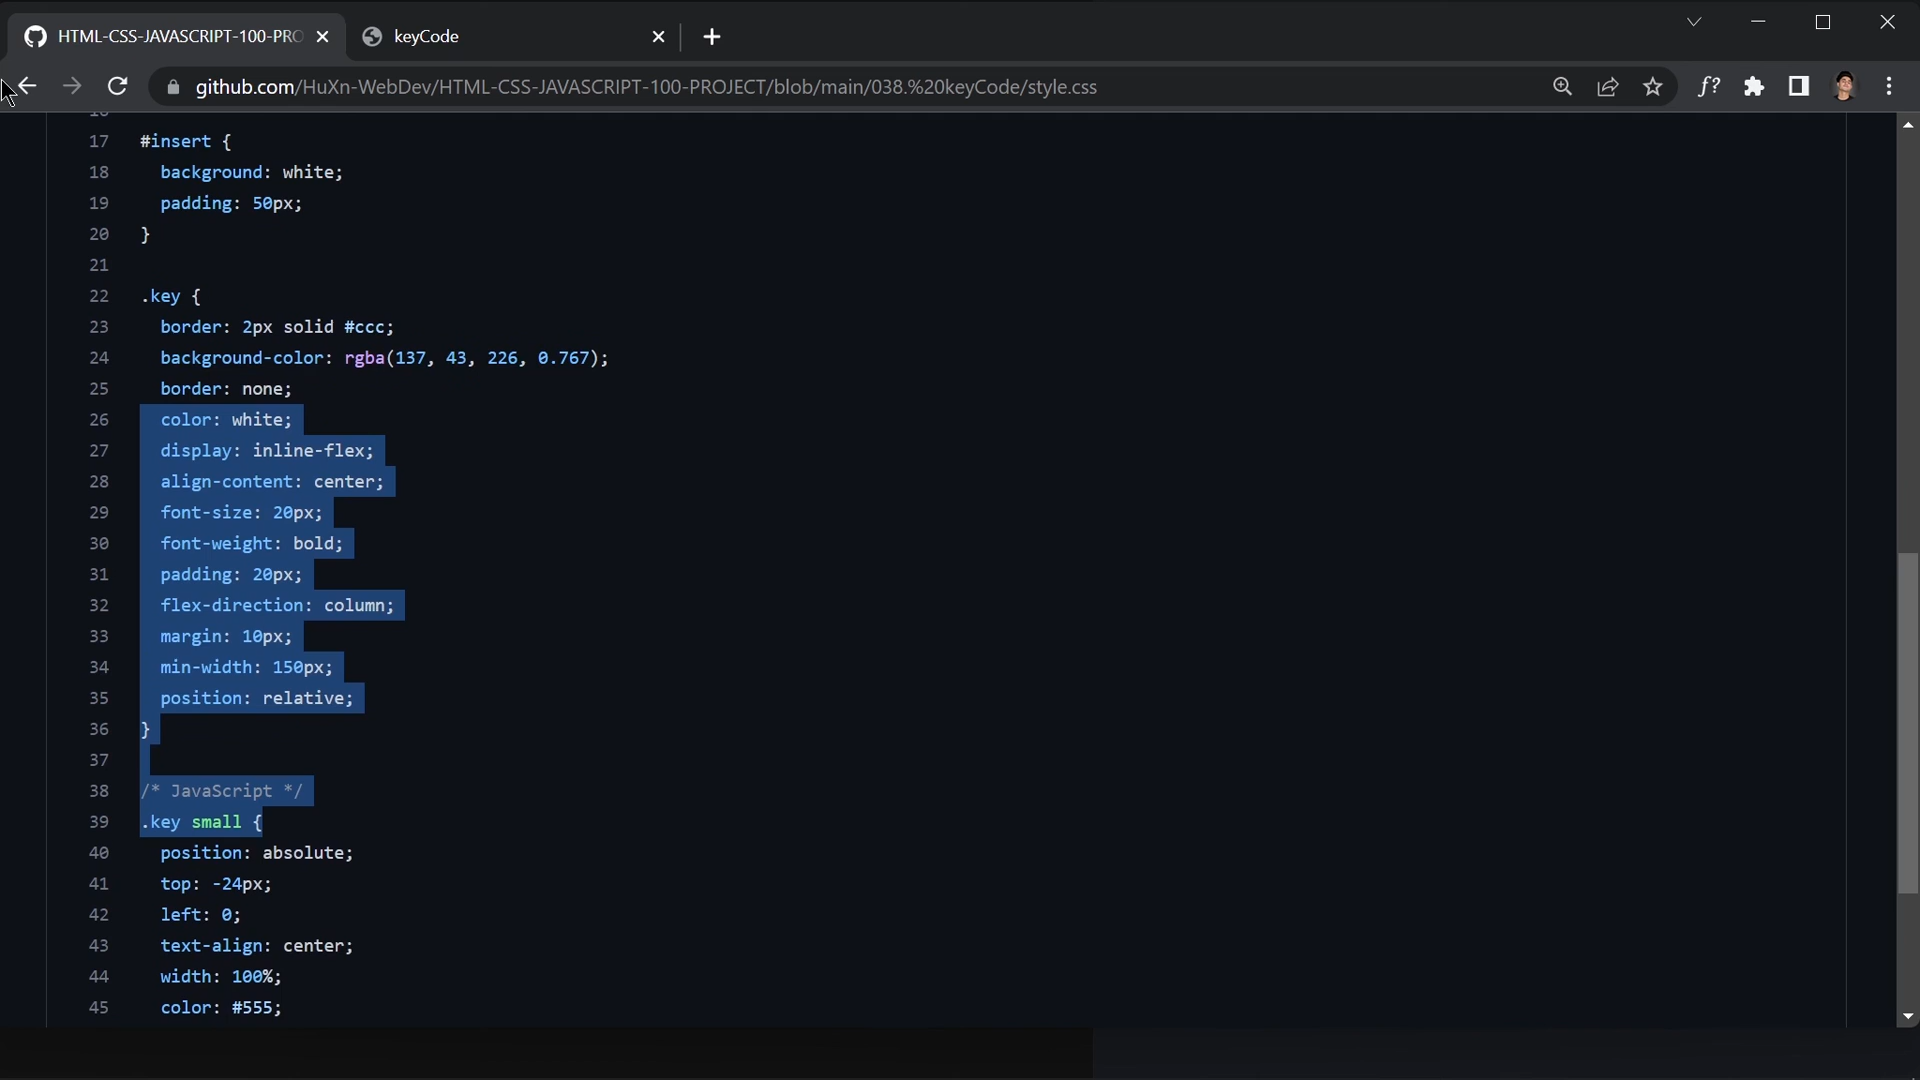 HTML-CSS-JAVASCRIPT-100-PRO
keyCode
github.com/HuXn-WebDev/HTML-CSS-JAVASCRIPT-100-PROJECT/blob/main/038.%20keyCode/style.css
f?
17 #insert {
18 background: white;
19 padding: 50px;
20 }
21
22 .key {
23 border: 2px solid #ccc;
24 background-color: rgba(137, 43, 226, 0.767);
25 border: none;
26 color: white;
27 display: inline-flex;
28 align-content: center;
29 font-size: 20px;
30 font-weight: bold;
31 padding: 20px;
32 flex-direction: column;
33 margin: 10px;
34 min-width: 150px;
35 position: relative;
36 }
37
38 /* JavaScript */
39 .key small {
40 position: absolute;
41 top: -24px;
42 left: 0;
43 text-align: center;
44 width: 100%;
45 color: #555;